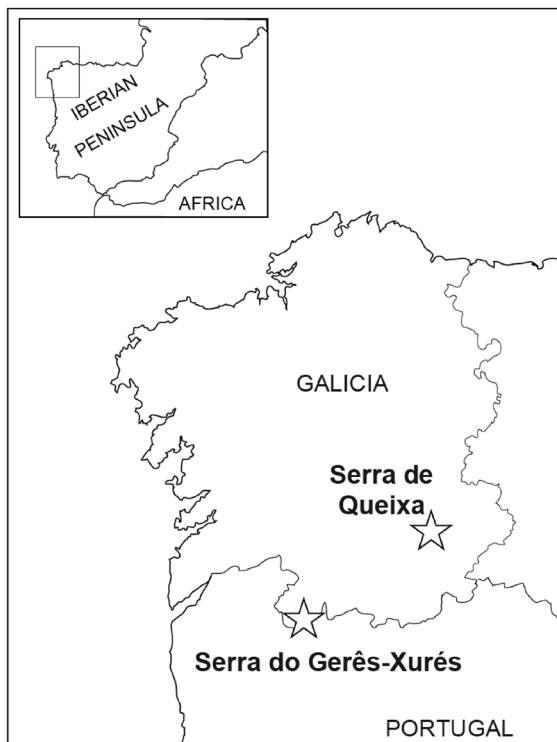 IBERIAN
PENINSULA
AFRICA
GALICIA
Serra de
Queixa
Serra do Gerês-Xurés
PORTUGAL